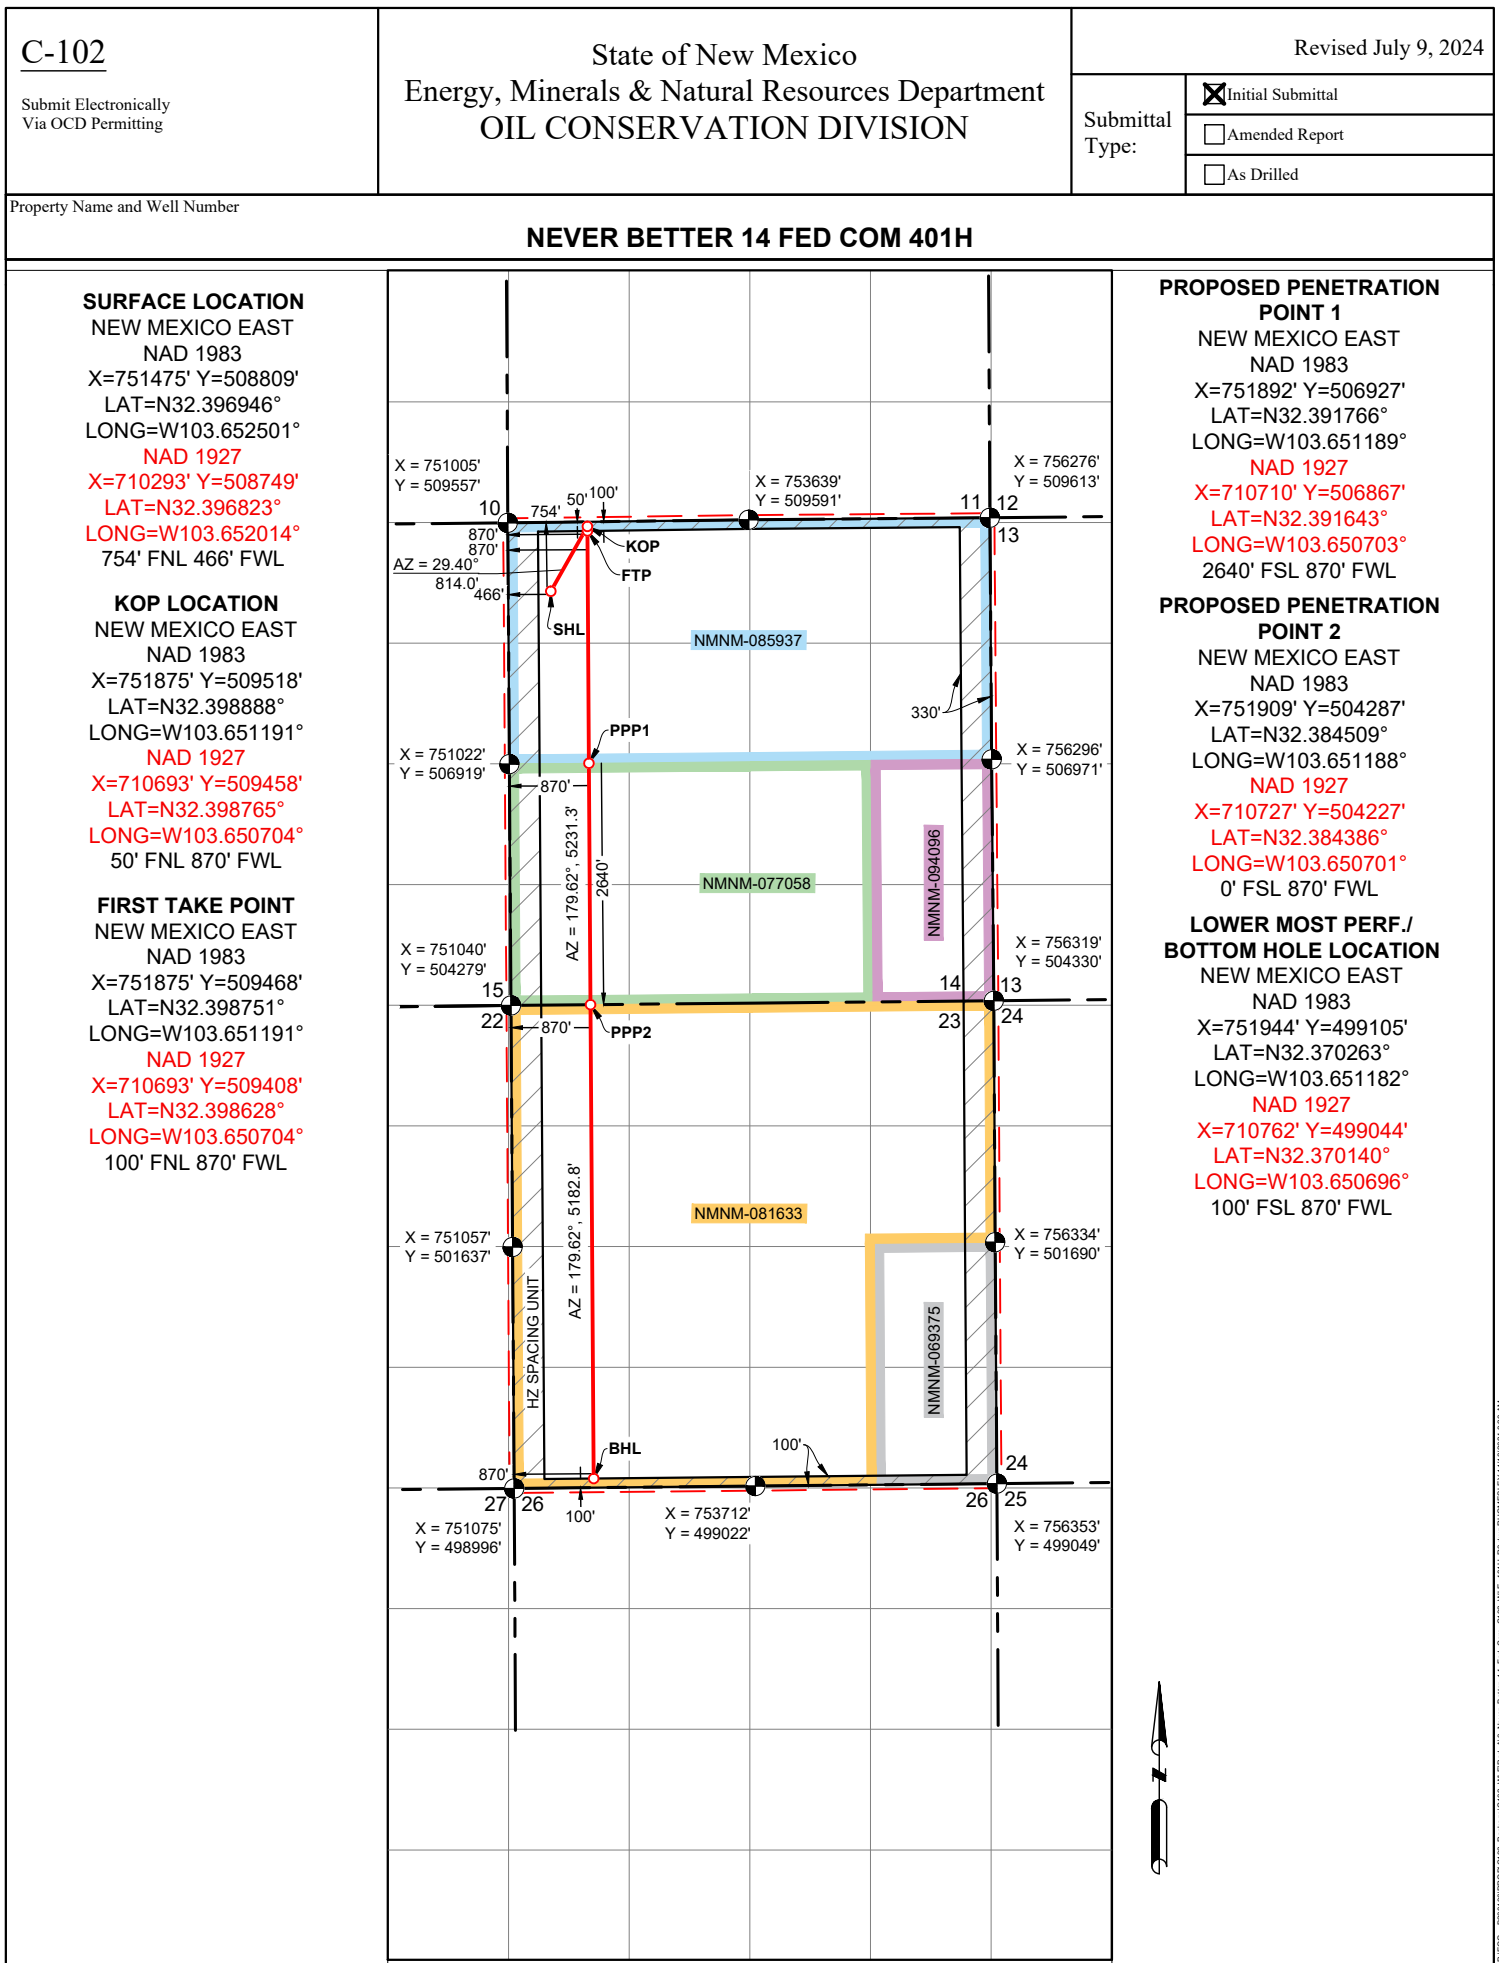 C-102
Submit Electronically
Via OCD Permitting
State of New Mexico
Energy, Minerals & Natural Resources Department
OIL CONSERVATION DIVISION
Revised July 9, 2024
Submittal
Type:
Initial Submittal
Amended Report
As Drilled
Property Name and Well Number
NEVER BETTER 14 FED COM 401H
SURFACE LOCATION
NEW MEXICO EAST
NAD 1983
X=751475' Y=508809'
LAT=N32.396946°
LONG=W103.652501°
NAD 1927
X=710293' Y=508749'
LAT=N32.396823°
LONG=W103.652014°
754' FNL 466' FWL
KOP LOCATION
NEW MEXICO EAST
NAD 1983
X=751875' Y=509518'
LAT=N32.398888°
LONG=W103.651191°
NAD 1927
X=710693' Y=509458'
LAT=N32.398765°
LONG=W103.650704°
50' FNL 870' FWL
FIRST TAKE POINT
NEW MEXICO EAST
NAD 1983
X=751875' Y=509468'
LAT=N32.398751°
LONG=W103.651191°
NAD 1927
X=710693' Y=509408'
LAT=N32.398628°
LONG=W103.650704°
100' FNL 870' FWL
X = 751005'
Y = 509557'
X = 753639'
Y = 509591'
X = 756276'
Y = 509613'
10
11
12
13
754'
50'
100'
870'
870'
KOP
FTP
AZ = 29.40°
814.0'
466'
SHL
NMNM-085937
330'
PPP1
X = 751022'
Y = 506919'
X = 756296'
Y = 506971'
870'
AZ = 179.62°, 5231.3'
2640'
NMNM-077058
NMNM-094096
X = 751040'
Y = 504279'
X = 756319'
Y = 504330'
15
22
14
13
23
24
870'
PPP2
NMNM-081633
AZ = 179.62°, 5182.8'
X = 751057'
Y = 501637'
X = 756334'
Y = 501690'
HZ SPACING UNIT
NMNM-069375
BHL
100'
870'
100'
27
26
24
26
25
X = 751075'
Y = 498996'
X = 753712'
Y = 499022'
X = 756353'
Y = 499049'
PROPOSED PENETRATION
POINT 1
NEW MEXICO EAST
NAD 1983
X=751892' Y=506927'
LAT=N32.391766°
LONG=W103.651189°
NAD 1927
X=710710' Y=506867'
LAT=N32.391643°
LONG=W103.650703°
2640' FSL 870' FWL
PROPOSED PENETRATION
POINT 2
NEW MEXICO EAST
NAD 1983
X=751909' Y=504287'
LAT=N32.384509°
LONG=W103.651188°
NAD 1927
X=710727' Y=504227'
LAT=N32.384386°
LONG=W103.650701°
0' FSL 870' FWL
LOWER MOST PERF./
BOTTOM HOLE LOCATION
NEW MEXICO EAST
NAD 1983
X=751944' Y=499105'
LAT=N32.370263°
LONG=W103.651182°
NAD 1927
X=710762' Y=499044'
LAT=N32.370140°
LONG=W103.650696°
100' FSL 870' FWL
N